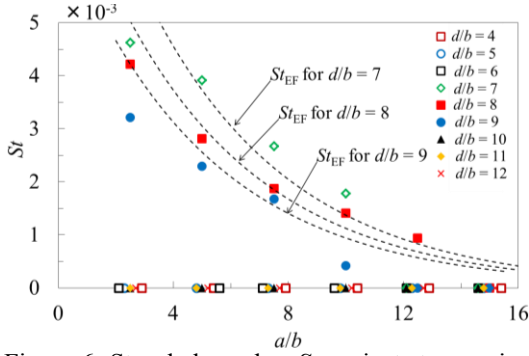 5 × 10⁻³
4
3
2
1
0
St
0 4 8 12 16
a/b
St_EF for d/b = 7
St_EF for d/b = 8
St_EF for d/b = 9
d/b = 4
d/b = 5
d/b = 6
d/b = 7
d/b = 8
d/b = 9
d/b = 10
d/b = 11
d/b = 12